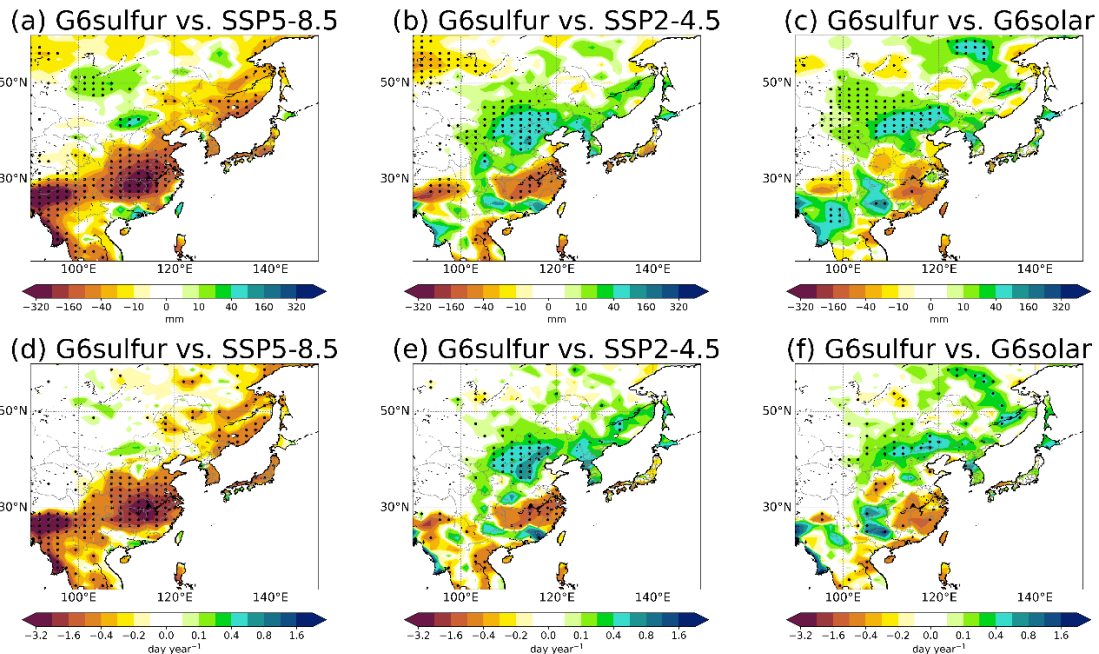 (a) G6sulfur vs. SSP5-8.5 (b) G6sulfur vs. SSP2-4.5 (c) G6sulfur vs. G6solar
50°N 50°N 50°N
30°N 30°N 30°N
100°E 120°E 140°E 100°E 120°E 140°E 100°E 120°E 140°E
−320 −160 −40 −10 0 10 40 160 320 −320 −160 −40 −10 0 10 40 160 320 −320 −160 −40 −10 0 10 40 160 320
mm mm mm
(d) G6sulfur vs. SSP5-8.5 (e) G6sulfur vs. SSP2-4.5 (f) G6sulfur vs. G6solar
50°N 50°N 50°N
30°N 30°N 30°N
100°E 120°E 140°E 100°E 120°E 140°E 100°E 120°E 140°E
−3.2 −1.6 −0.4 −0.2 0.0 0.1 0.4 0.8 1.6 −3.2 −1.6 −0.4 −0.2 0.0 0.1 0.4 0.8 1.6 −3.2 −1.6 −0.4 −0.2 0.0 0.1 0.4 0.8 1.6
day year⁻¹ day year⁻¹ day year⁻¹